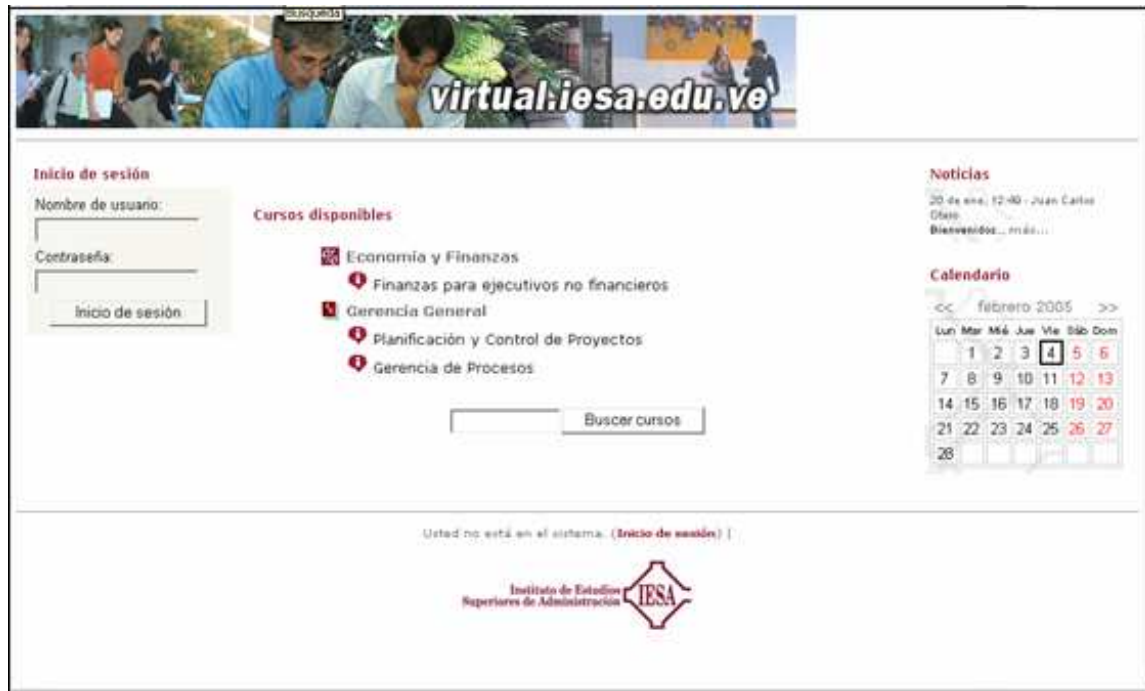 Búsqueda
virtual.iesa.edu.ve
Inicio de sesión
Nombre de usuario:
Contraseña:
Inicio de sesión
Cursos disponibles
Economía y Finanzas
Finanzas para ejecutivos no financieros
Gerencia General
Planificación y Control de Proyectos
Gerencia de Procesos
Buscar cursos
Noticias
20 de ene, 12:40 - Juan Carlos
Bienvenidos... más...
Calendario
<< febrero 2005 >>
Lun Mar Mié Jue Vie Sáb Dom
1 2 3 4 5 6
7 8 9 10 11 12 13
14 15 16 17 18 19 20
21 22 23 24 25 26 27
28
Usted no está en el sistema. (Inicio de sesión) |
Instituto de Estudios
Superiores de Administración
IESA